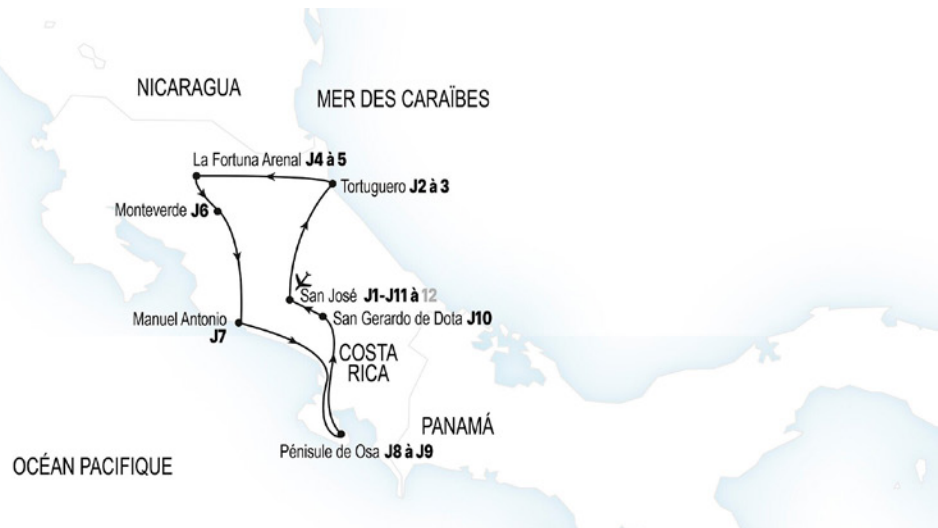 NICARAGUA
MER DES CARAÏBES
La Fortuna Arenal J4 à 5
Tortuguero J2 à 3
Monteverde J6
San José J1-J11 à 12
Manuel Antonio
J7
San Gerardo de Dota J10
COSTA
RICA
PANAMÁ
Pénisule de Osa J8 à J9
OCÉAN PACIFIQUE